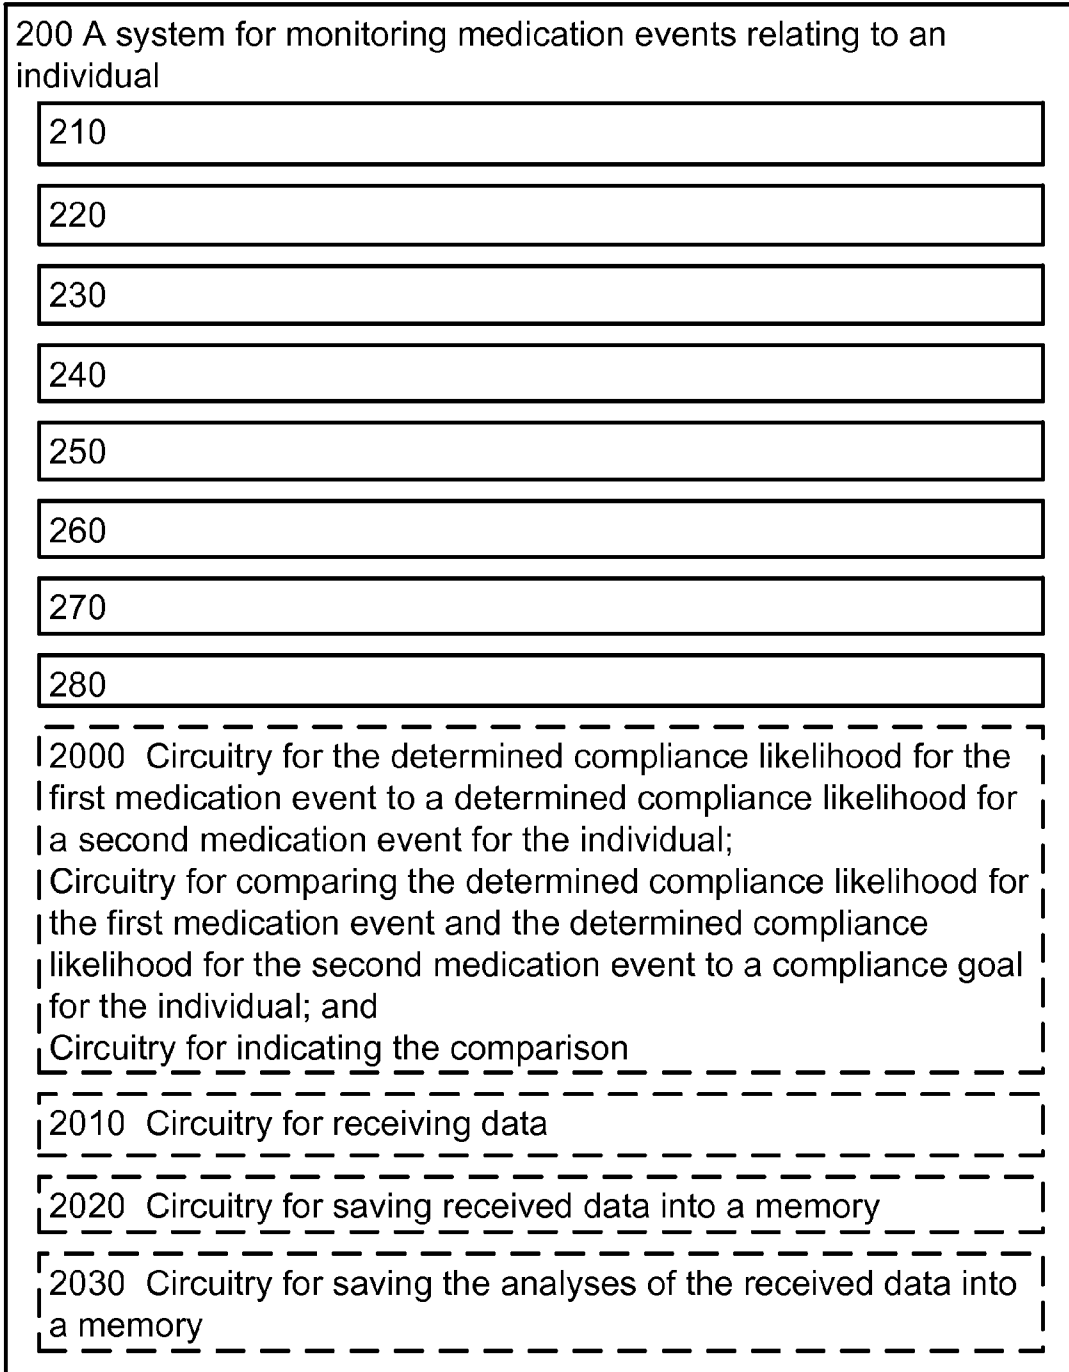 200 A system for monitoring medication events relating to an
individual
210
220
230
240
250
260
270
280
2000  Circuitry for the determined compliance likelihood for the
first medication event to a determined compliance likelihood for
a second medication event for the individual;
Circuitry for comparing the determined compliance likelihood for
the first medication event and the determined compliance
likelihood for the second medication event to a compliance goal
for the individual; and
Circuitry for indicating the comparison
2010  Circuitry for receiving data
2020  Circuitry for saving received data into a memory
2030  Circuitry for saving the analyses of the received data into
a memory